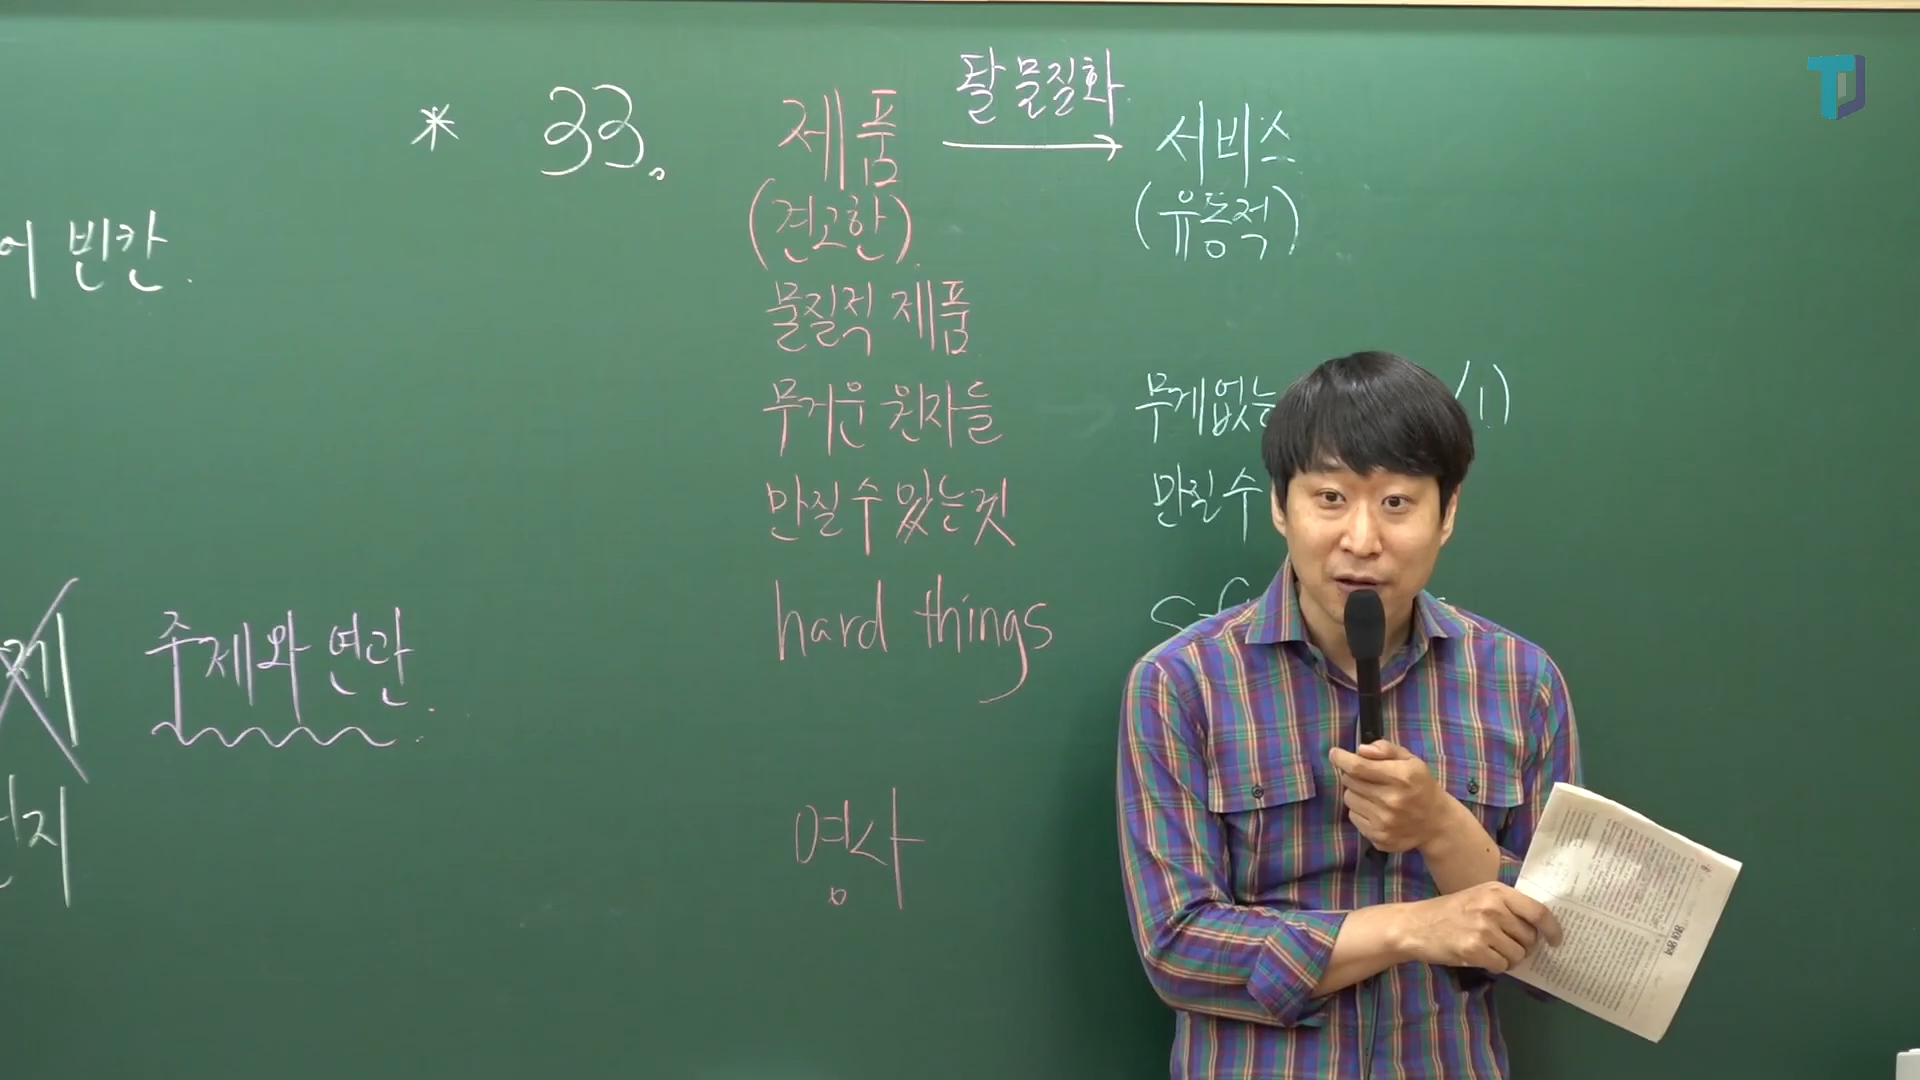 어 빈칸.
* 33. 제품 탈물질화 서비스
(견고한) (유동적)
물질적 제품
무거운 원자들 무게없는 /1)
만질 수 있는 것 만질 수
hard things
주제와 연관.
명사